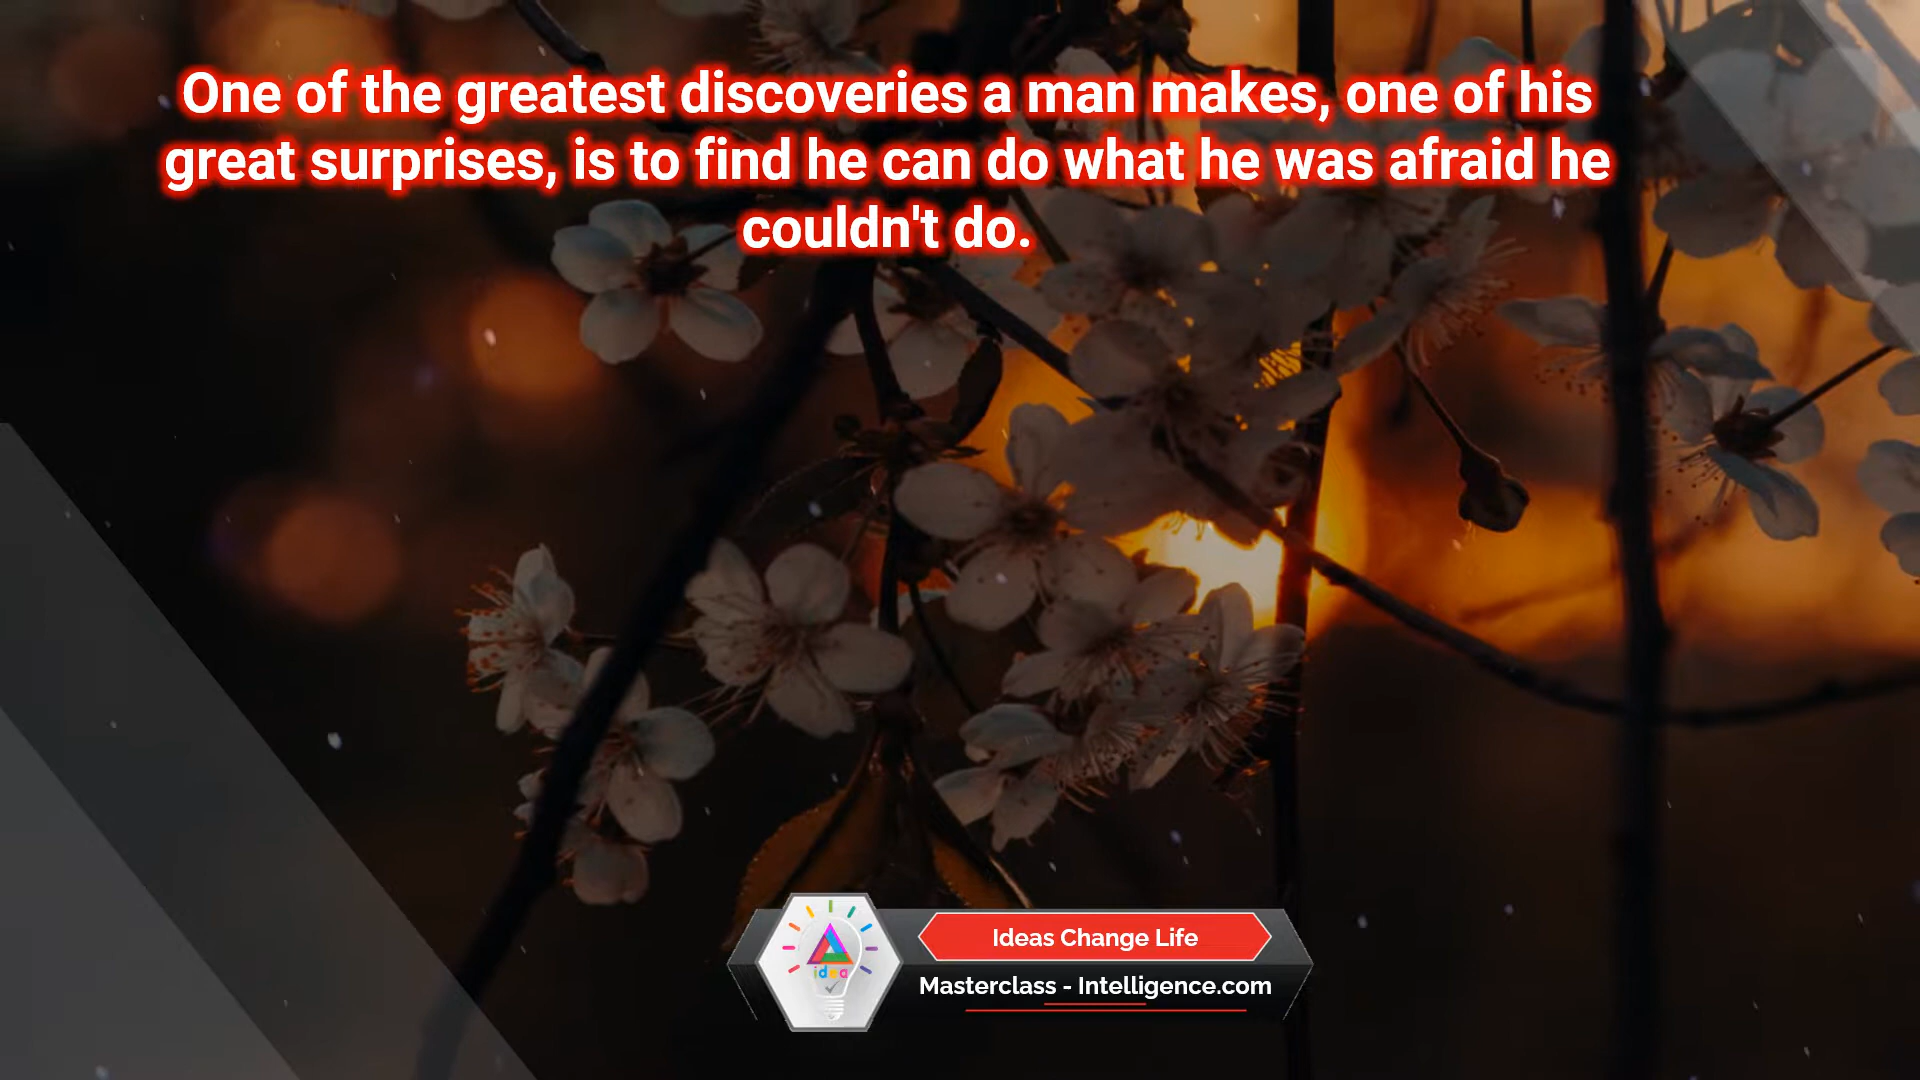 One of the greatest discoveries a man makes, one of his
great surprises, is to find he can do what he was afraid he
couldn't do.
idea
Ideas Change Life
Masterclass - Intelligence.com